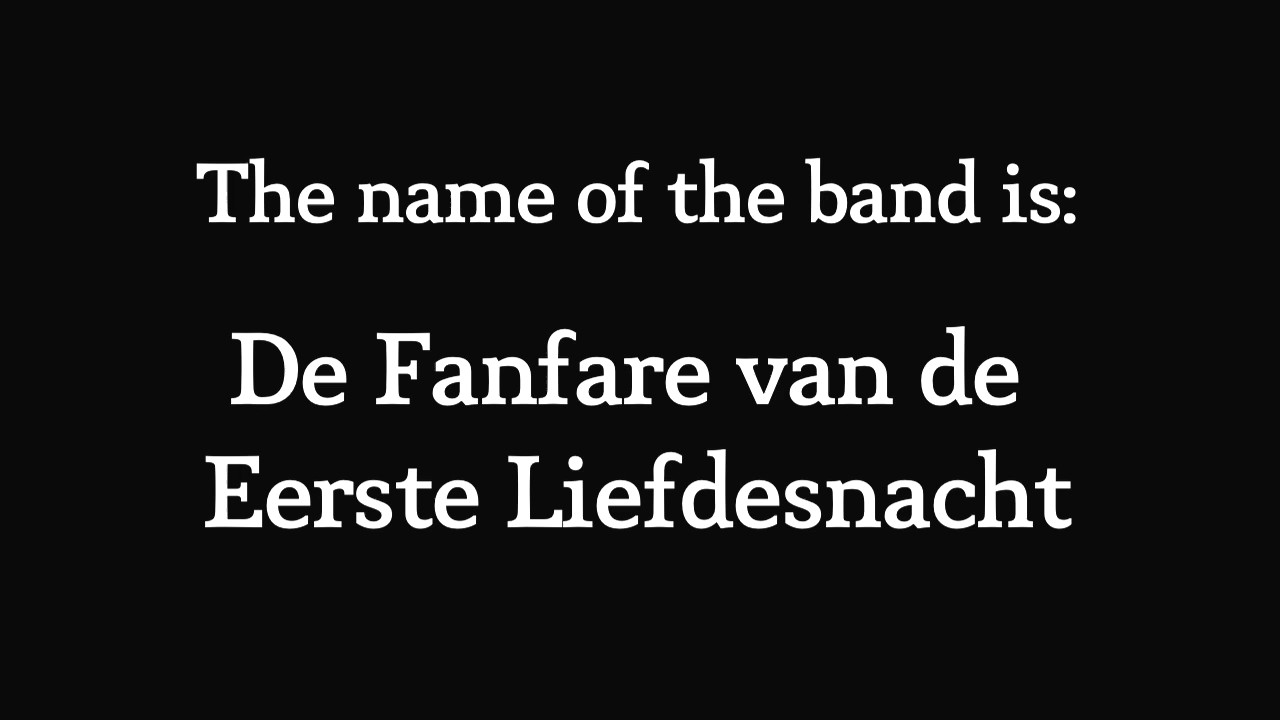 The name of the band is:
De Fanfare van de
Eerste Liefdesnacht